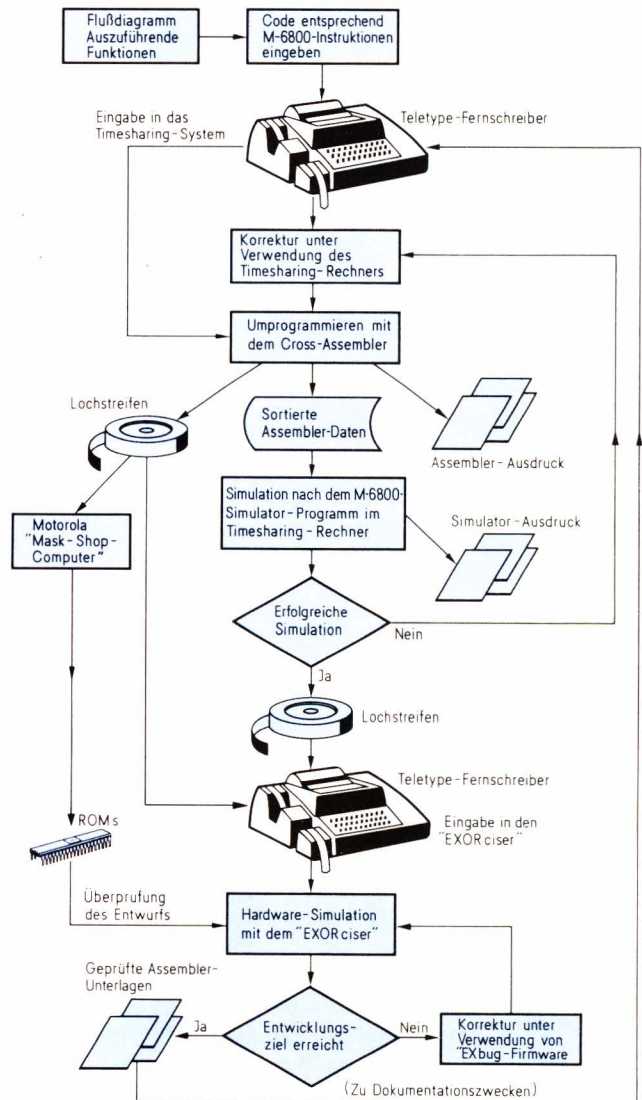 Flußdiagramm
Auszuführende
Funktionen
Code entsprechend
M-6800-Instruktionen
eingeben
Eingabe in das
Timesharing-System
Teletype-Fernschreiber
Korrektur unter
Verwendung des
Timesharing-Rechners
Umprogrammieren mit
dem Cross-Assembler
Lochstreifen
Sortierte
Assembler-Daten
Assembler-Ausdruck
Motorola
"Mask-Shop-
Computer"
Simulation nach dem M-6800-
Simulator-Programm im
Timesharing-Rechner
Simulator-Ausdruck
Erfolgreiche
Simulation
Nein
Ja
Lochstreifen
Teletype-Fernschreiber
Eingabe in den
"EXORciser"
ROMs
Überprüfung
des Entwurfs
Hardware-Simulation
mit dem "EXORciser"
Geprüfte Assembler-
Unterlagen
Ja
Entwicklungs-
ziel erreicht
Nein
Korrektur unter
Verwendung von
"EXbug-Firmware
(Zu Dokumentationszwecken)